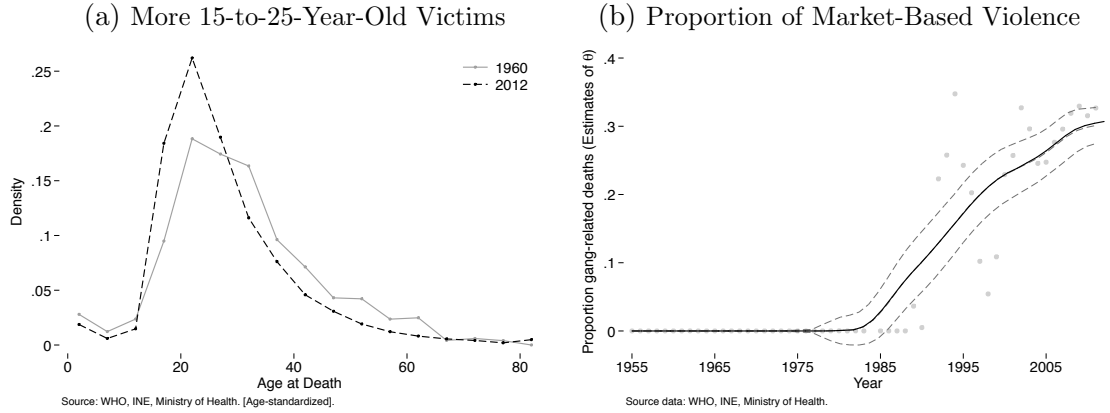 (a) More 15-to-25-Year-Old Victims
.25
.2
.15
.1
.05
0
Density
1960
2012
0 20 40 60 80
Age at Death
Source: WHO, INE, Ministry of Health. [Age-standardized].
(b) Proportion of Market-Based Violence
.4
.3
.2
.1
0
Proportion gang-related deaths (Estimates of θ)
1955 1965 1975 1985 1995 2005
Year
Source data: WHO, INE, Ministry of Health.